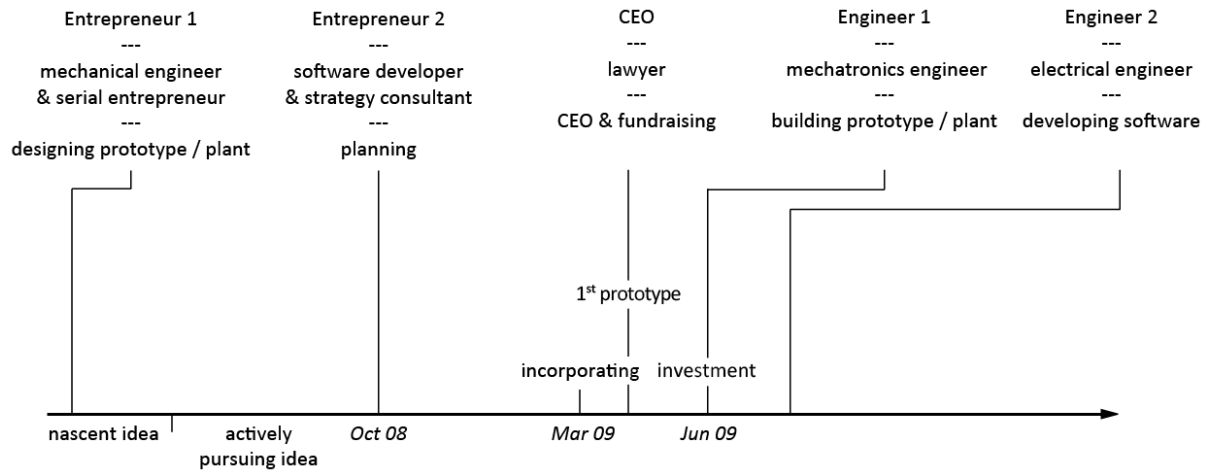 Entrepreneur 1
---
mechanical engineer
& serial entrepreneur
---
designing prototype / plant
Entrepreneur 2
---
software developer
& strategy consultant
---
planning
CEO
---
lawyer
---
CEO & fundraising
Engineer 1
---
mechatronics engineer
---
building prototype / plant
Engineer 2
---
electrical engineer
---
developing software
1st prototype
incorporating
investment
nascent idea
actively
pursuing idea
Oct 08
Mar 09
Jun 09